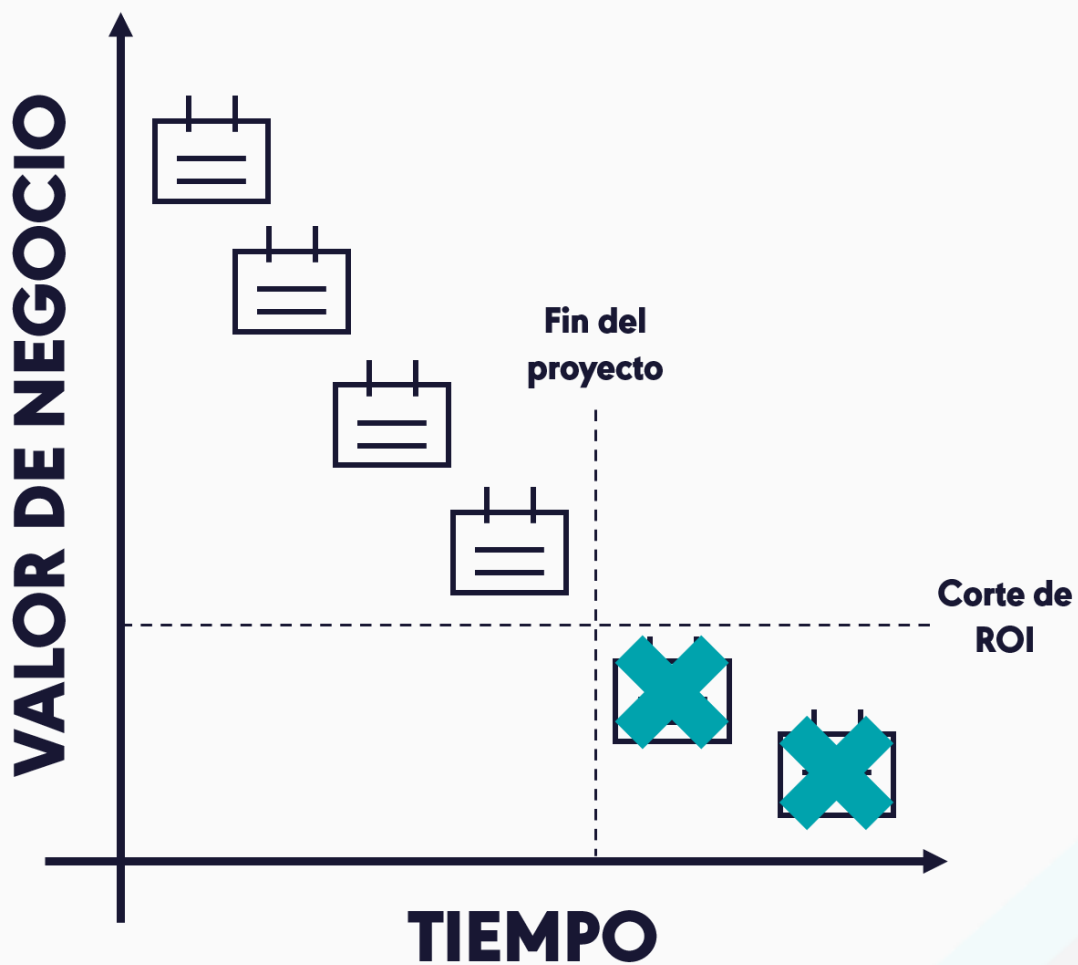 VALOR DE NEGOCIO
Fin del
proyecto
Corte de
ROI
TIEMPO